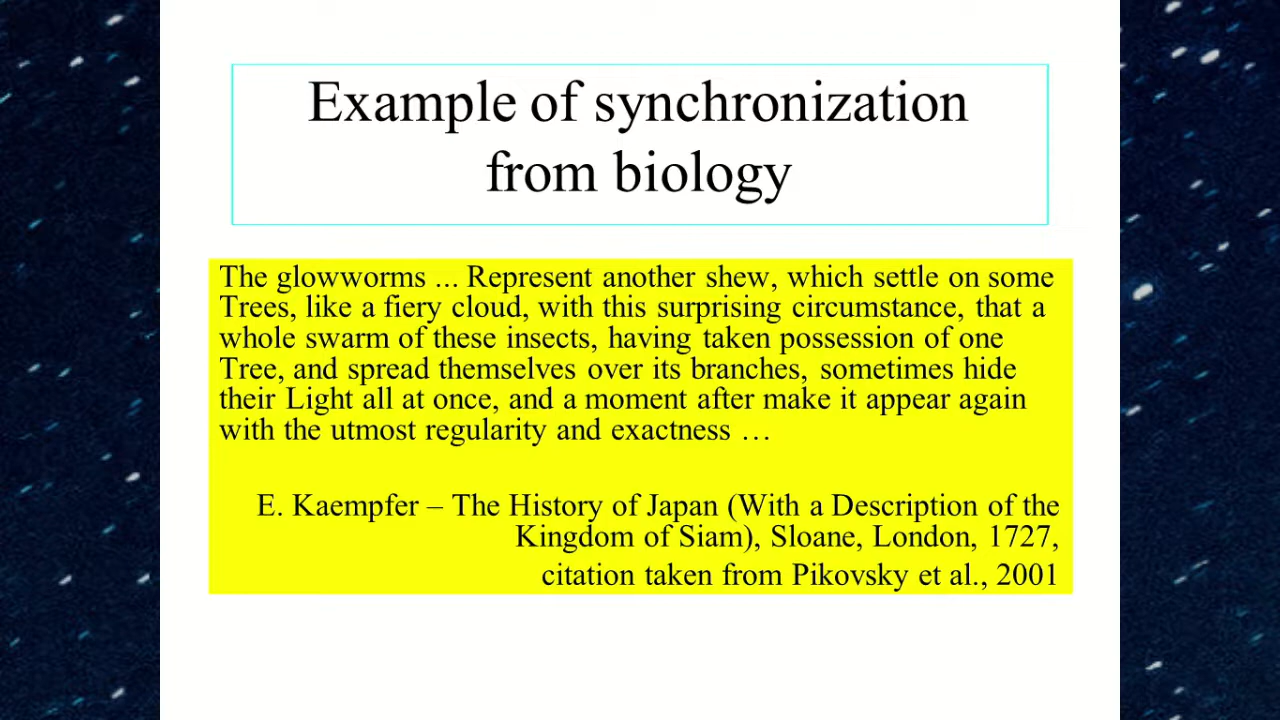 Example of synchronization
from biology
The glowworms ... Represent another shew, which settle on some
Trees, like a fiery cloud, with this surprising circumstance, that a
whole swarm of these insects, having taken possession of one
Tree, and spread themselves over its branches, sometimes hide
their Light all at once, and a moment after make it appear again
with the utmost regularity and exactness …
E. Kaempfer – The History of Japan (With a Description of the
Kingdom of Siam), Sloane, London, 1727,
citation taken from Pikovsky et al., 2001